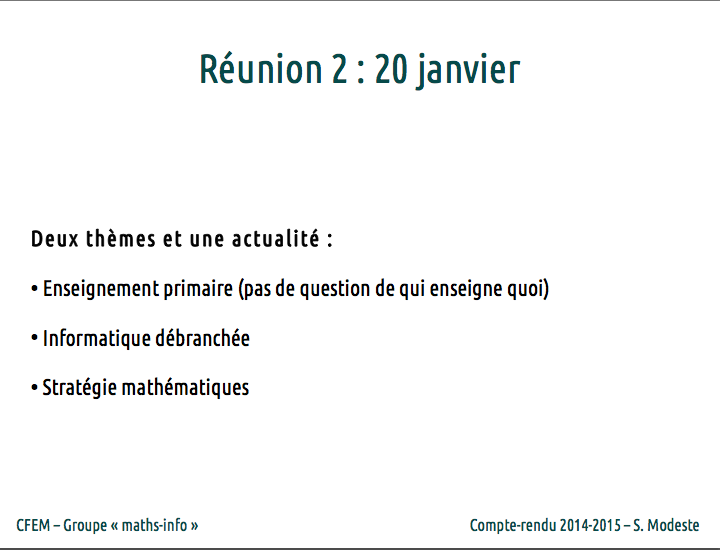 Réunion 2 : 20 janvier
Deux thèmes et une actualité :
• Enseignement primaire (pas de question de qui enseigne quoi)
• Informatique débranchée
• Stratégie mathématiques
CFEM – Groupe « maths-info »
Compte-rendu 2014-2015 – S. Modeste